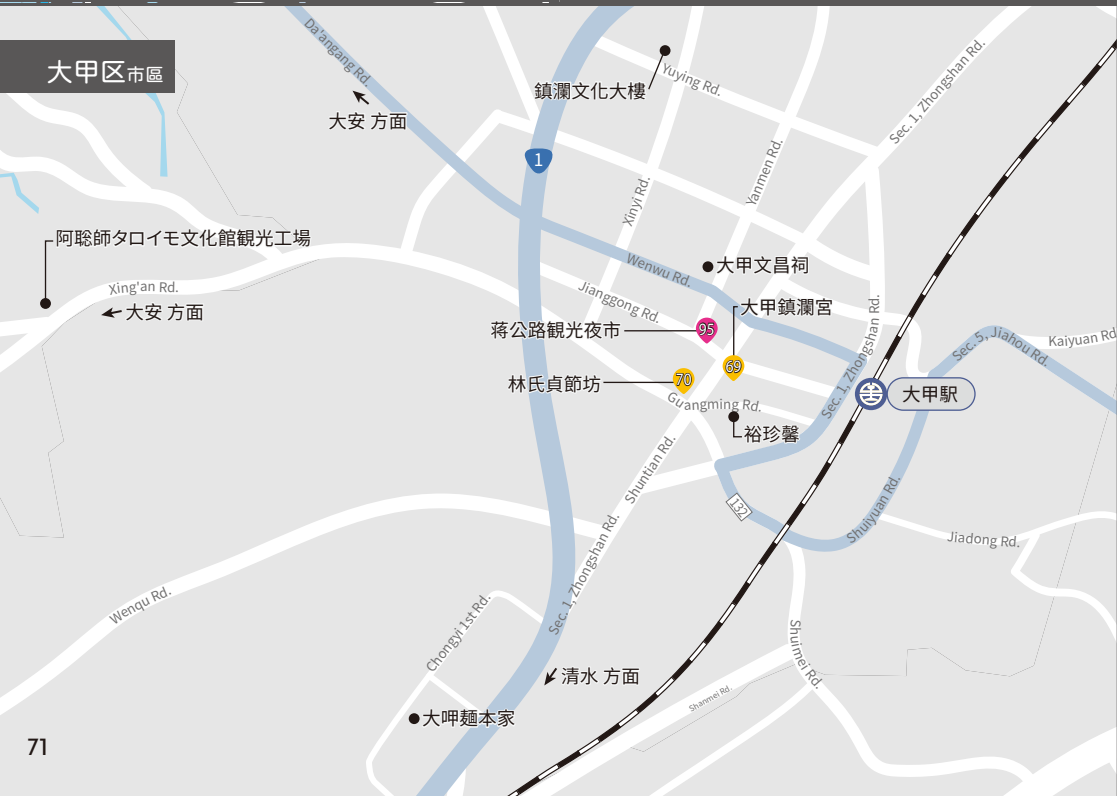 大甲区市區
Da'angang Rd.
大安 方面
鎮瀾文化大樓
Yuying Rd.
Sec. 1, Zhongshan Rd.
1
Xinyi Rd.
Yanmen Rd.
阿聡師タロイモ文化館観光工場
Xing'an Rd.
大安 方面
Wenwu Rd.
大甲文昌祠
Jianggong Rd.
大甲鎮瀾宮
蒋公路観光夜市
95
69
林氏貞節坊
70
Guangming Rd.
裕珍馨
Sec. 1, Zhongshan Rd.
大甲駅
Sec. 5, Jiahou Rd.
Kaiyuan Rd
Shuntian Rd.
132
Shuiyuan Rd.
Jiadong Rd.
Sec. 1, Zhongshan Rd.
Wenqu Rd.
Chongyi 1st Rd.
Shuimei Rd.
清水 方面
Shanmei Rd.
大呷麺本家
71